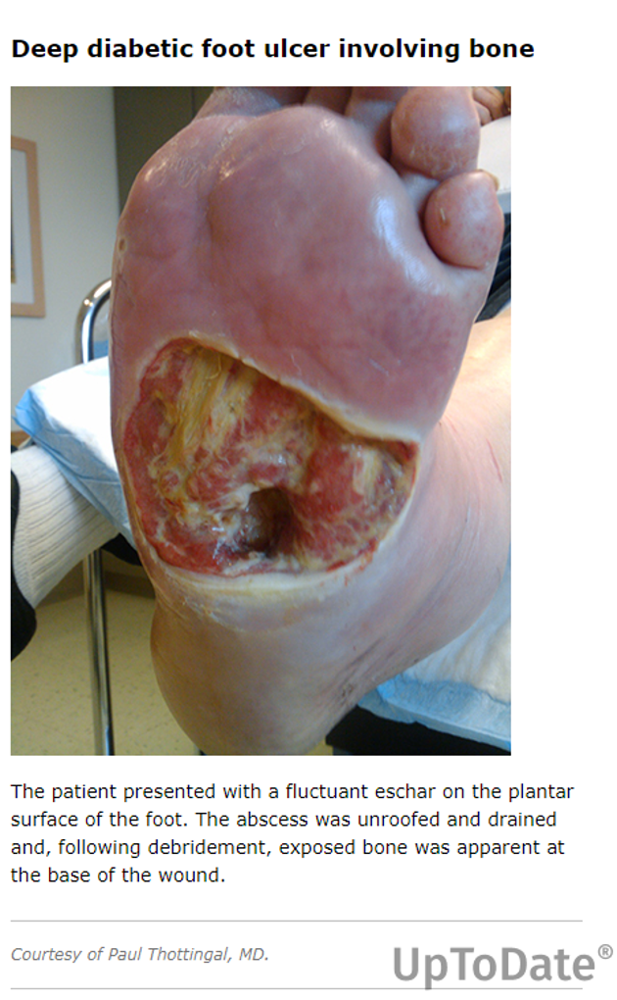 Deep diabetic foot ulcer involving bone
The patient presented with a fluctuant eschar on the plantar
surface of the foot. The abscess was unroofed and drained
and, following debridement, exposed bone was apparent at
the base of the wound.
Courtesy of Paul Thottingal, MD.
UpToDate®